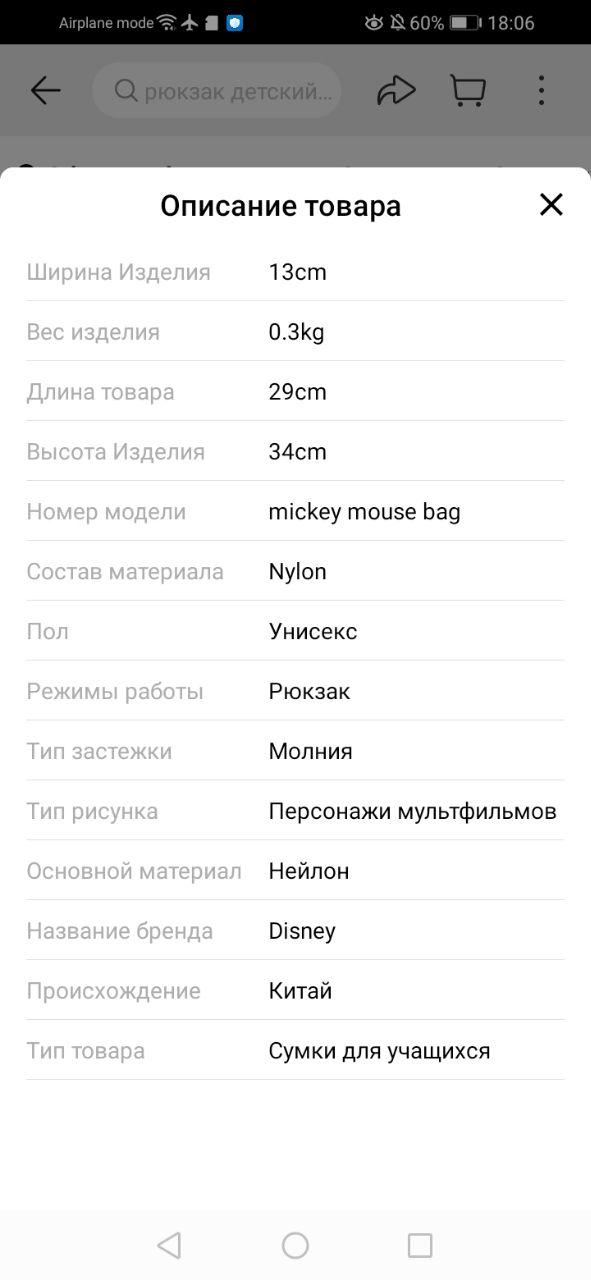 Airplane mode 60% 18:06
рюкзак детский...
Описание товара
Ширина Изделия 13cm
Вес изделия 0.3kg
Длина товара 29cm
Высота Изделия 34cm
Номер модели mickey mouse bag
Состав материала Nylon
Пол Унисекс
Режимы работы Рюкзак
Тип застежки Молния
Тип рисунка Персонажи мультфильмов
Основной материал Нейлон
Название бренда Disney
Происхождение Китай
Тип товара Сумки для учащихся